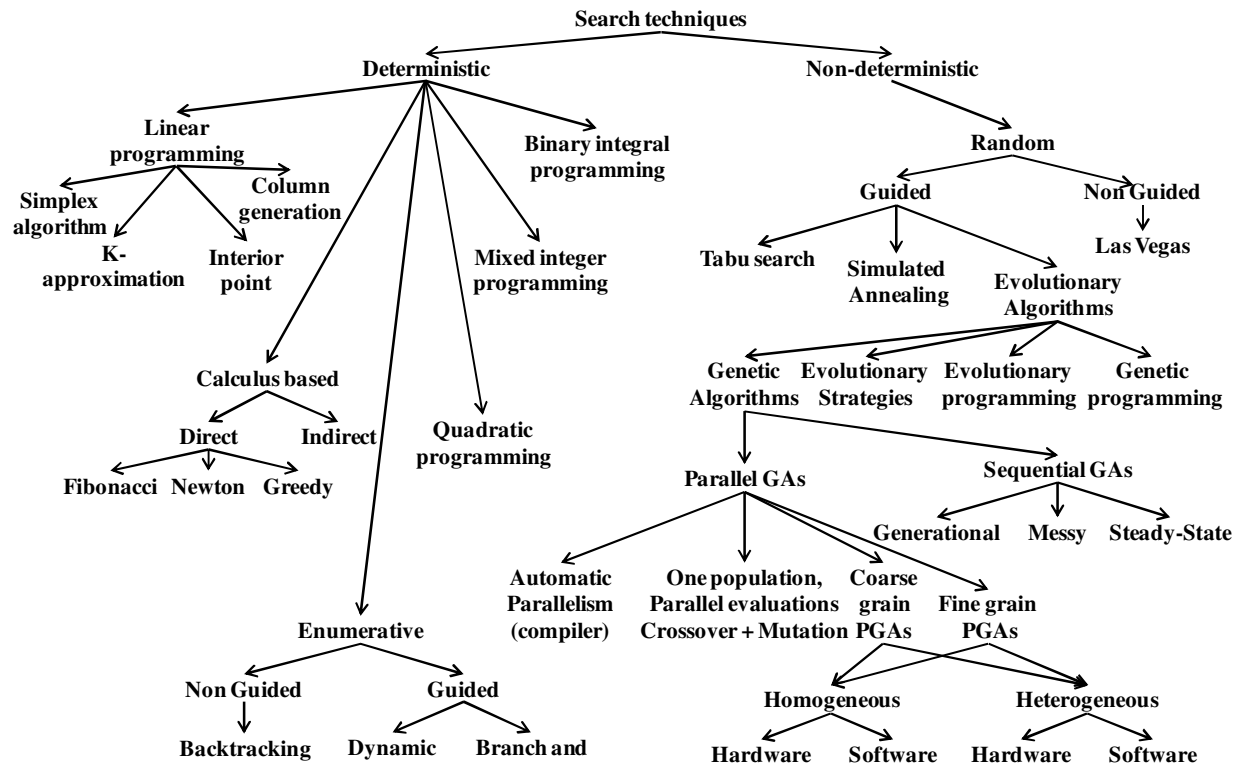 Search techniques
Deterministic
Non-deterministic
Linear
programming
Binary integral
programming
Random
Simplex
algorithm
Column
generation
K-
approximation
Interior
point
Mixed integer
programming
Guided
Non Guided
Tabu search
Simulated
Annealing
Las Vegas
Evolutionary
Algorithms
Calculus based
Genetic
Algorithms
Evolutionary
Strategies
Evolutionary
programming
Genetic
programming
Direct
Indirect
Quadratic
programming
Fibonacci
Newton
Greedy
Parallel GAs
Sequential GAs
Generational
Messy
Steady-State
Automatic
Parallelism
(compiler)
One population,
Parallel evaluations
Crossover + Mutation
Coarse
grain
PGAs
Fine grain
PGAs
Enumerative
Non Guided
Guided
Homogeneous
Heterogeneous
Backtracking
Dynamic
Branch and
Hardware
Software
Hardware
Software